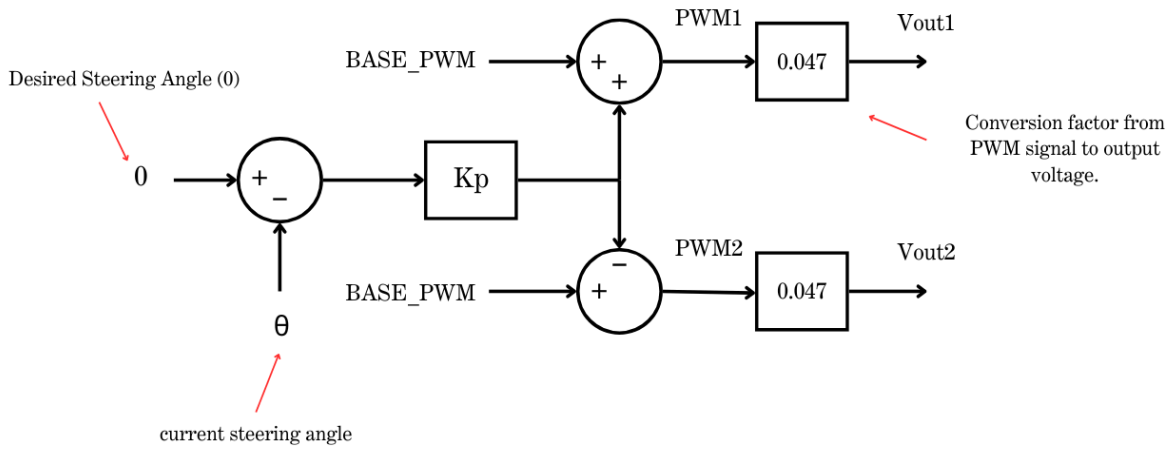 PWM1
Vout1
BASE_PWM
+
+
0.047
Desired Steering Angle (0)
Conversion factor from
PWM signal to output
voltage.
0
+
−
Kp
PWM2
Vout2
−
BASE_PWM
+
0.047
θ
current steering angle